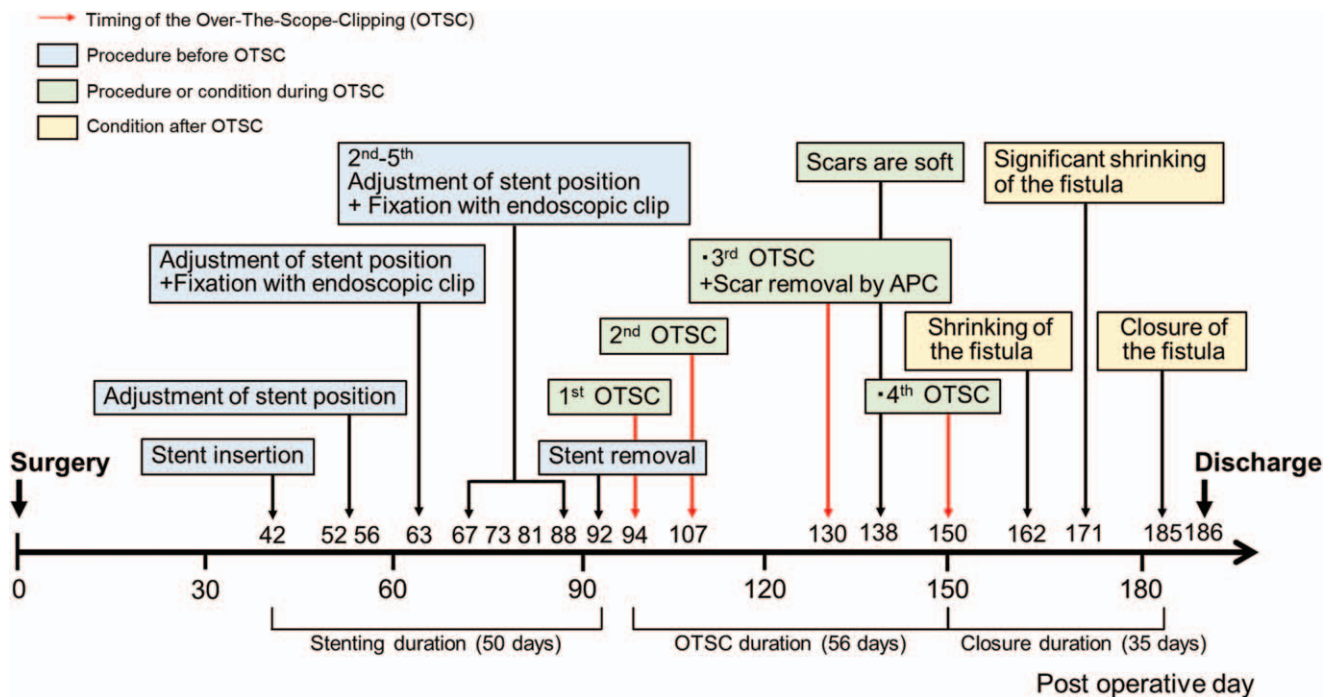 Timing of the Over-The-Scope-Clipping (OTSC)
Procedure before OTSC
Procedure or condition during OTSC
Condition after OTSC
2nd-5th
Adjustment of stent position
+ Fixation with endoscopic clip
Scars are soft
Significant shrinking
of the fistula
Adjustment of stent position
+Fixation with endoscopic clip
・3rd OTSC
+Scar removal by APC
2nd OTSC
Shrinking of
the fistula
Closure of
the fistula
Adjustment of stent position
1st OTSC
・4th OTSC
Stent insertion
Stent removal
Surgery
Discharge
42 52 56 63 67 73 81 88 92 94 107 130 138 150 162 171 185 186
0 30 60 90 120 150 180
Stenting duration (50 days) OTSC duration (56 days) Closure duration (35 days)
Post operative day